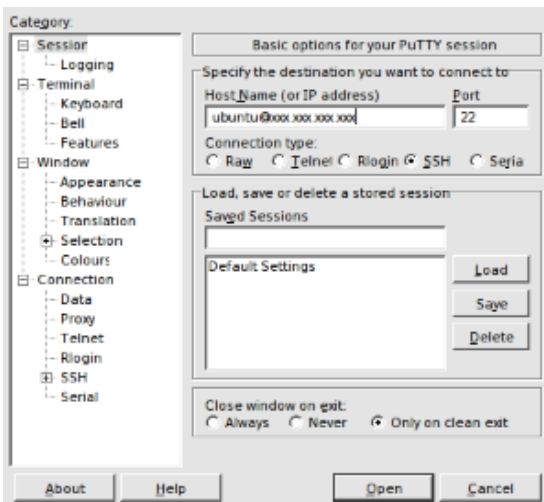 Category:
Session
Logging
Terminal
Keyboard
Bell
Features
Window
Appearance
Behaviour
Translation
Selection
Colours
Connection
Data
Proxy
Telnet
Rlogin
SSH
Serial
Basic options for your PuTTY session
Specify the destination you want to connect to
Host Name (or IP address) Port
ubuntu@xxx.xxx.xxx.xxx 22
Connection type:
Raw Telnet Rlogin SSH Seria
Load, save or delete a stored session
Saved Sessions
Default Settings
Load
Save
Delete
Close window on exit:
Always Never Only on clean exit
About Help Open Cancel